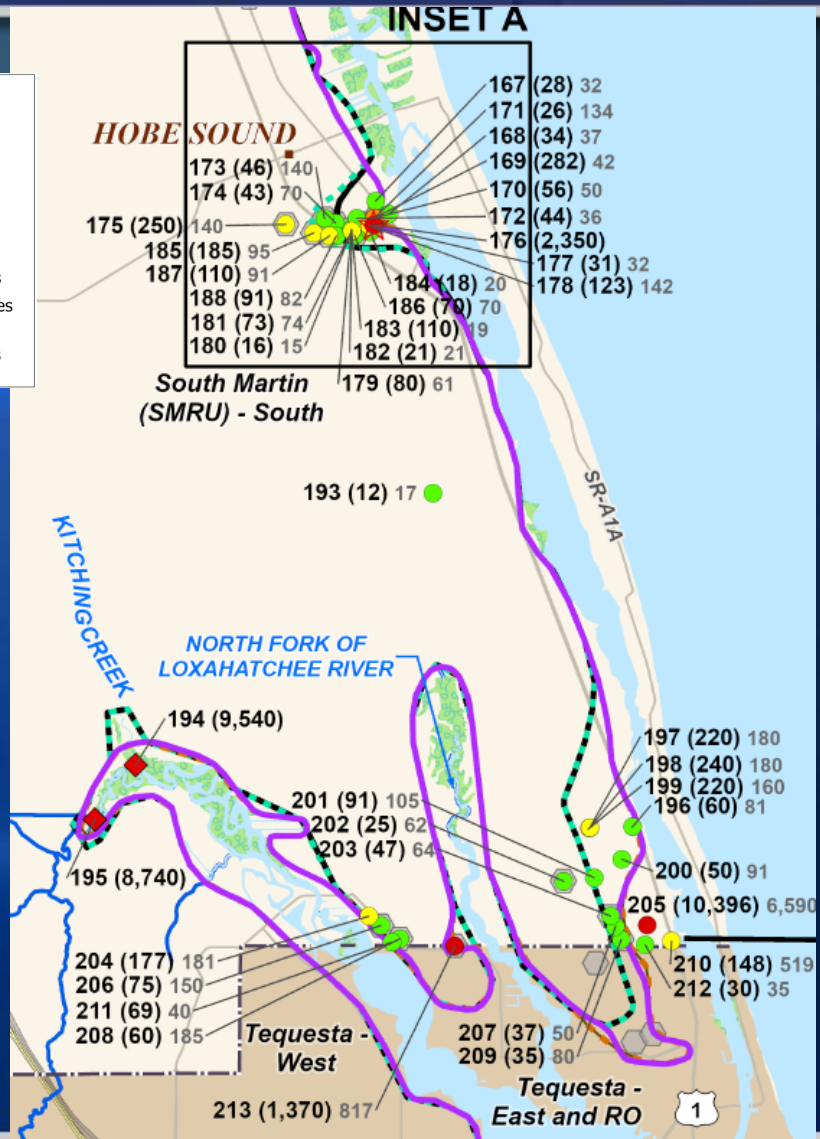 INSET A
167 (28) 32
171 (26) 134
168 (34) 37
169 (282) 42
170 (56) 50
172 (44) 36
176 (2,350)
177 (31) 32
178 (123) 142
HOBE SOUND
173 (46) 140
174 (43) 70
175 (250) 140
185 (185) 95
187 (110) 91
188 (91) 82
181 (73) 74
180 (16) 15
184 (18) 20
186 (70) 70
183 (110) 19
182 (21) 21
179 (80) 61
South Martin
(SMRU) - South
193 (12) 17
SR-A1A
KITCHING CREEK
NORTH FORK OF
LOXAHATCHEE RIVER
194 (9,540)
195 (8,740)
197 (220) 180
198 (240) 180
199 (220) 160
196 (60) 81
201 (91) 105
202 (25) 62
203 (47) 64
200 (50) 91
205 (10,396) 6,590
204 (177) 181
206 (75) 150
211 (69) 40
208 (60) 185
210 (148) 519
212 (30) 35
207 (37) 50
209 (35) 80
Tequesta -
West
Tequesta -
East and RO
213 (1,370) 817
1